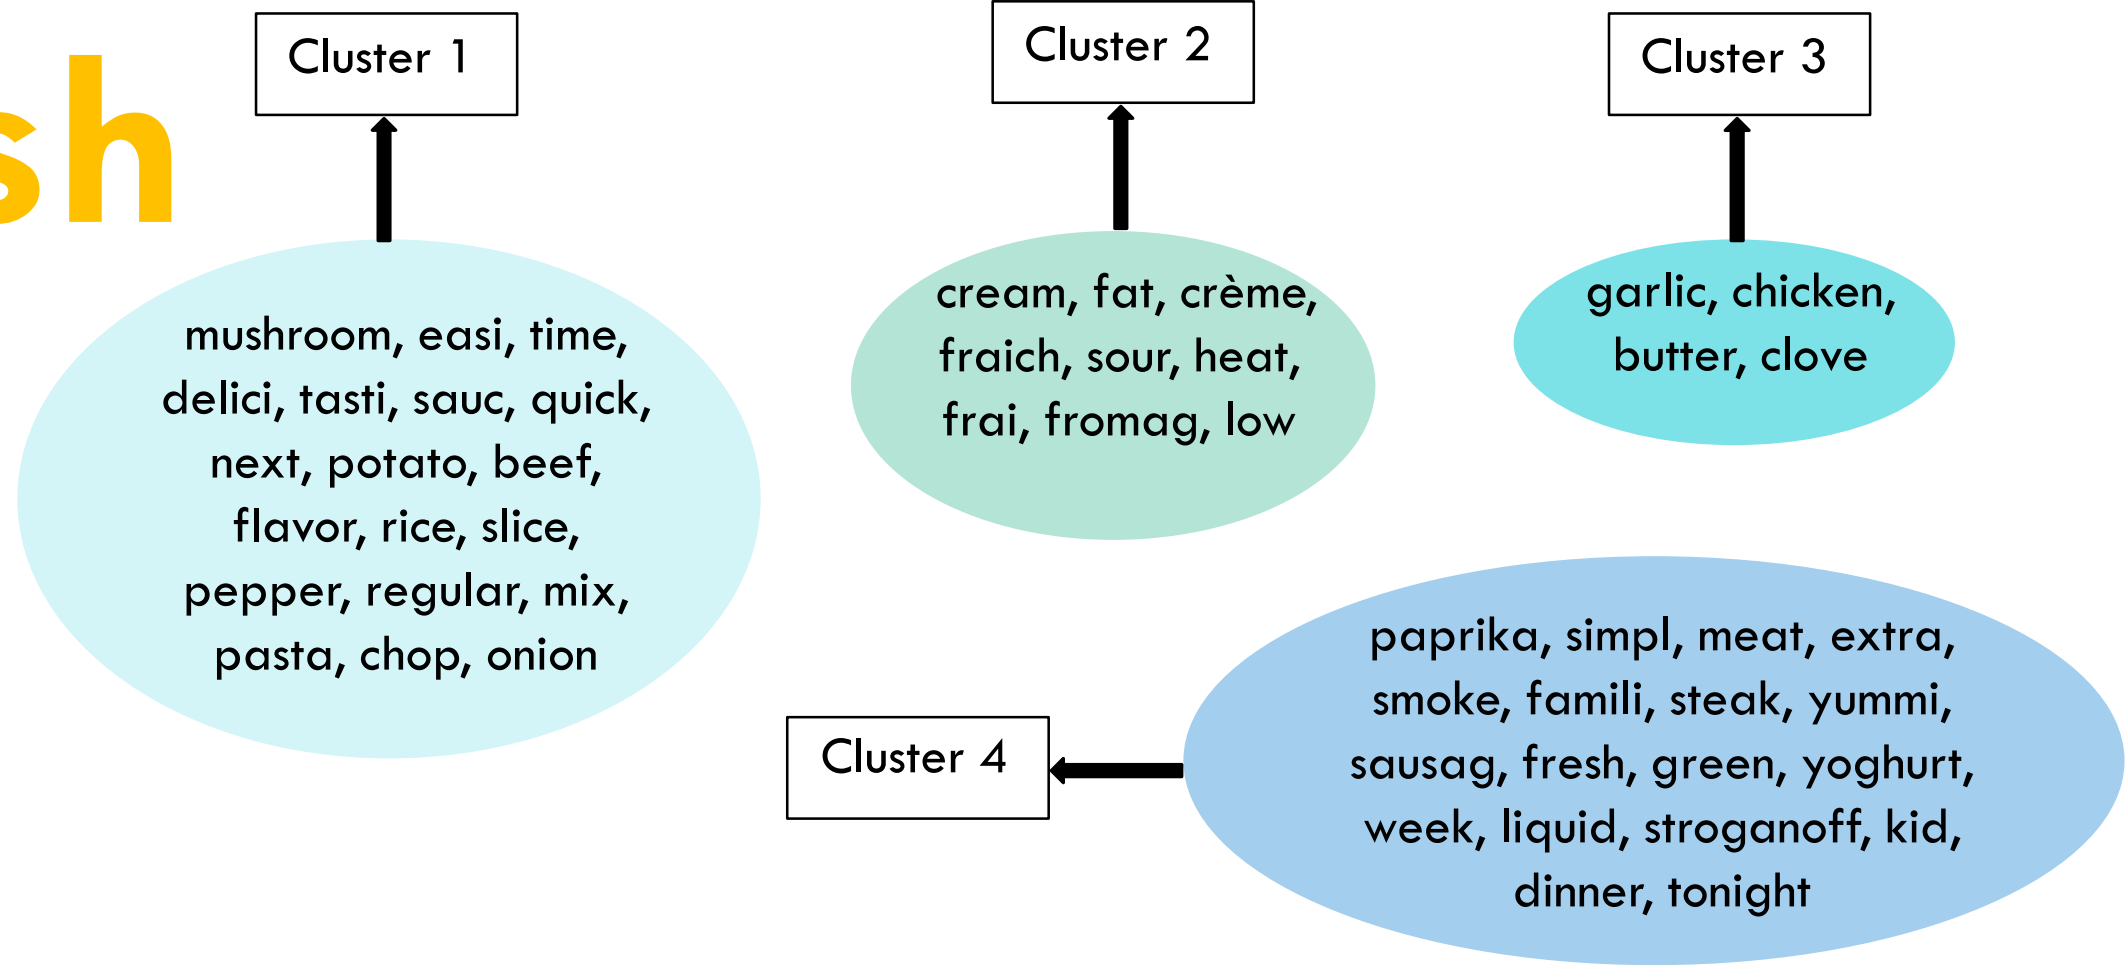 sh
Cluster 1
mushroom, easi, time,
delici, tasti, sauc, quick,
next, potato, beef,
flavor, rice, slice,
pepper, regular, mix,
pasta, chop, onion
Cluster 2
cream, fat, crème,
fraich, sour, heat,
frai, fromag, low
Cluster 3
garlic, chicken,
butter, clove
Cluster 4
paprika, simpl, meat, extra,
smoke, famili, steak, yummi,
sausag, fresh, green, yoghurt,
week, liquid, stroganoff, kid,
dinner, tonight